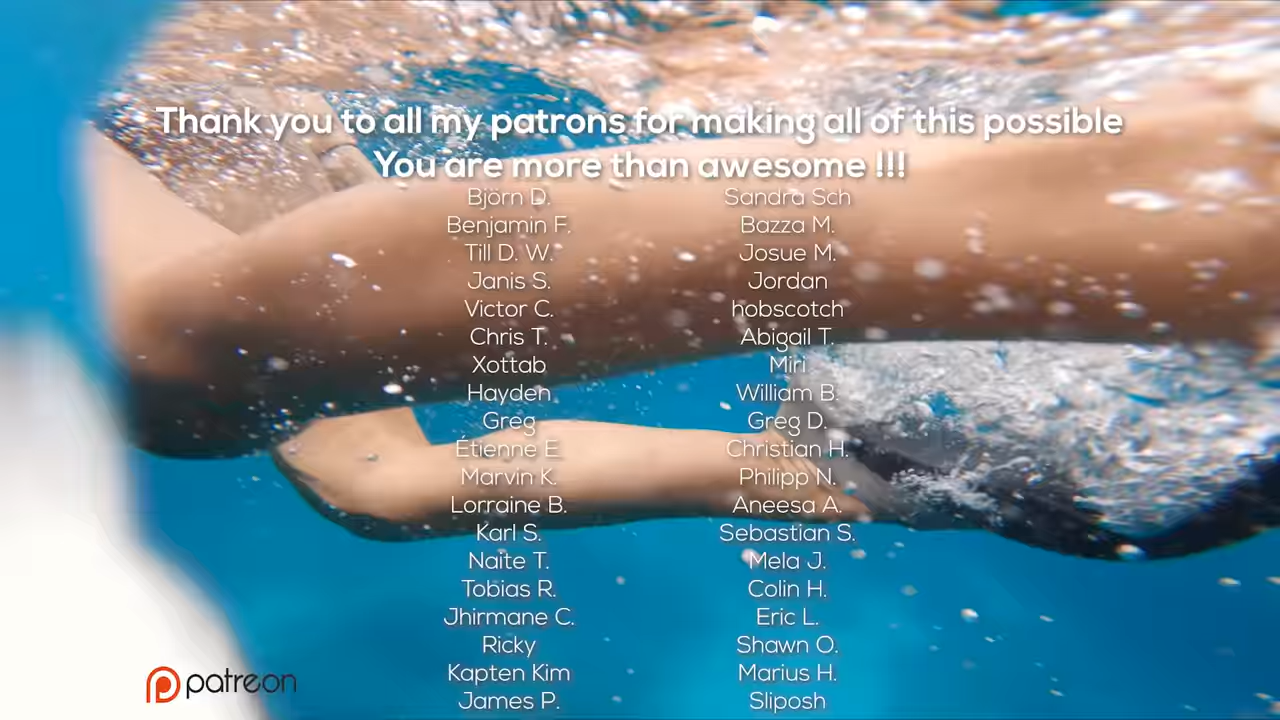 Thank you to all my patrons for making all of this possible
You are more than awesome !!!
Björn D.
Benjamin F.
Till D. W.
Janis S.
Victor C.
Chris T.
Xottab
Hayden
Greg
Étienne E.
Marvin K.
Lorraine B.
Karl S.
Naïte T.
Tobias R.
Jhirmane C.
Ricky
Kapten Kim
James P.
Sandra Sch
Bazza M.
Josue M.
Jordan
hobscotch
Abigail T.
Miri
William B.
Greg D.
Christian H.
Philipp N.
Aneesa A.
Sebastian S.
Mela J.
Colin H.
Eric L.
Shawn O.
Marius H.
Sliposh
patreon